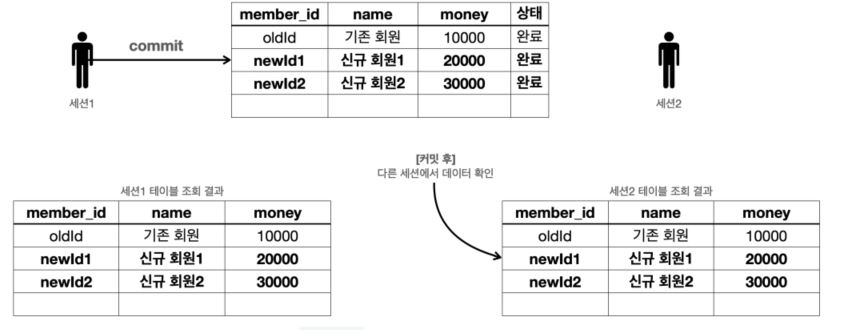 member_id name money 상태
oldId 기존 회원 10000 완료
newId1 신규 회원1 20000 완료
newId2 신규 회원2 30000 완료
commit
세션1
세션2
[커밋 후]
다른 세션에서 데이터 확인
세션1 테이블 조회 결과
member_id name money
oldId 기존 회원 10000
newId1 신규 회원1 20000
newId2 신규 회원2 30000
세션2 테이블 조회 결과
member_id name money
oldId 기존 회원 10000
newId1 신규 회원1 20000
newId2 신규 회원2 30000